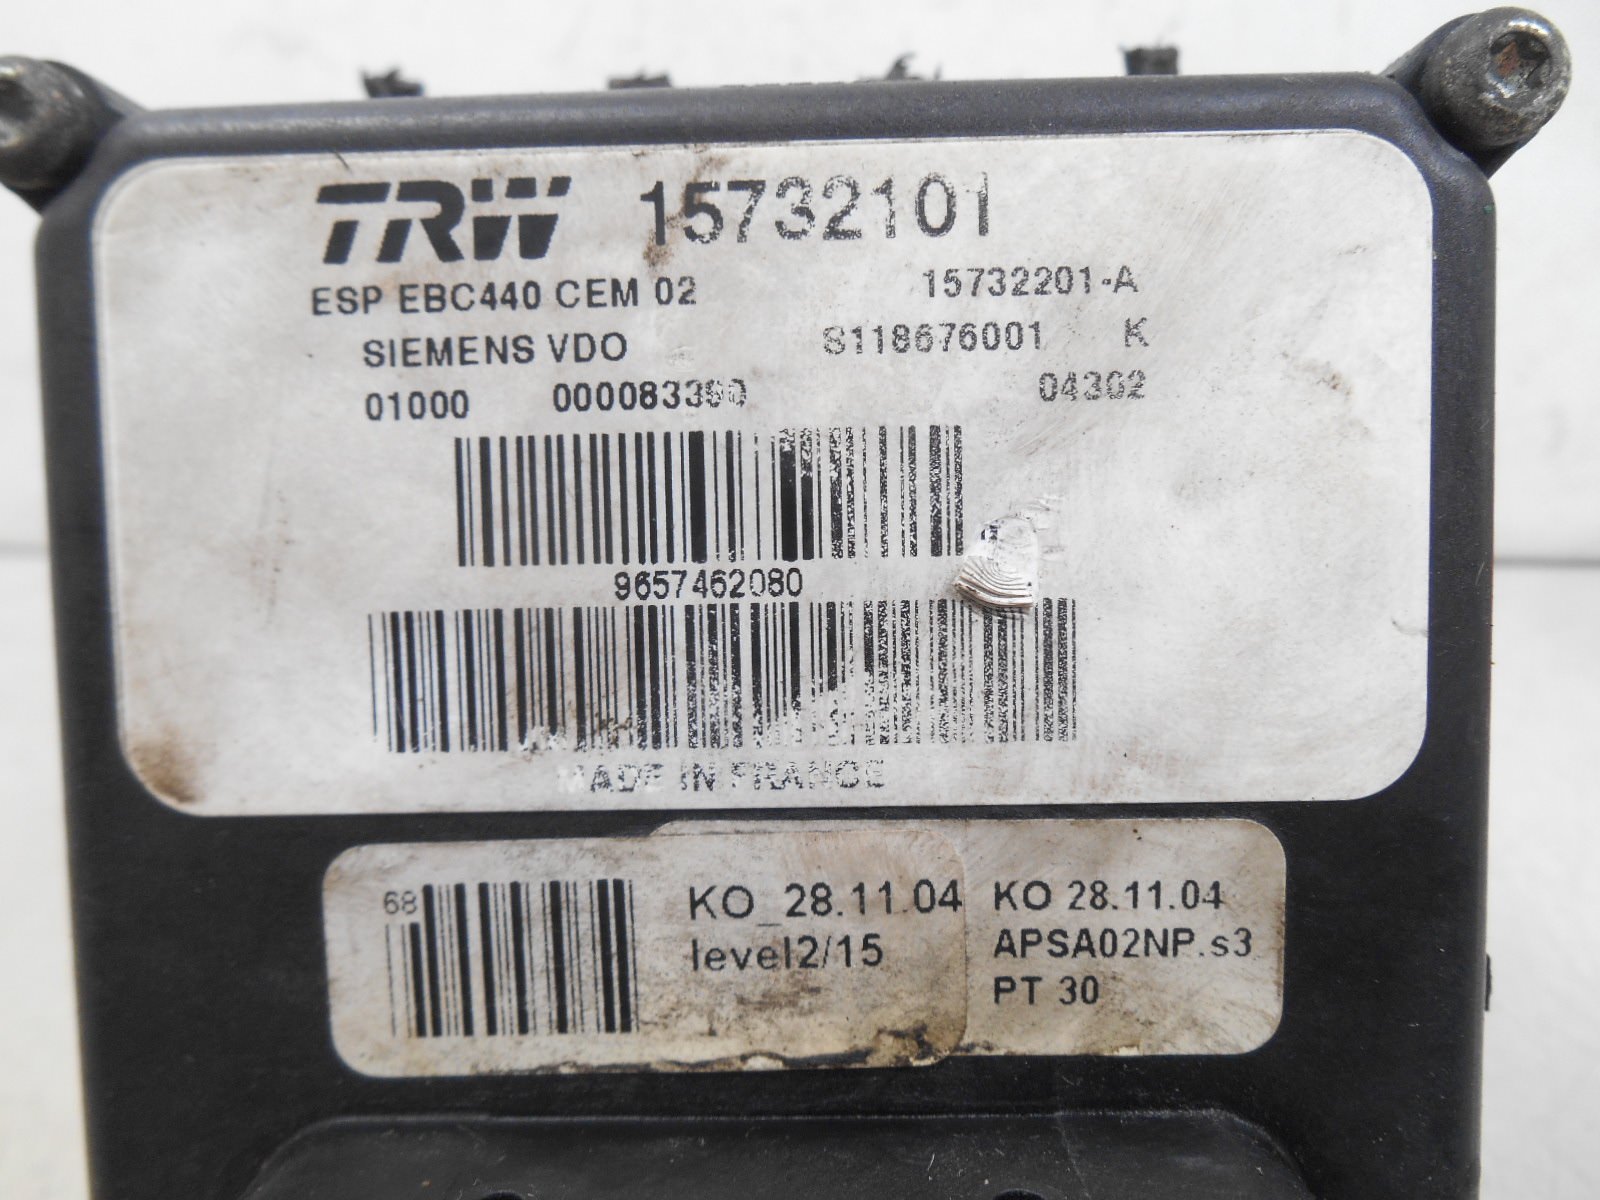 TRW 15732101
ESP EBC440 CEM 02 15732201-A
SIEMENS VDO S118676001 K
01000 04302
9657462080
MADE IN FRANCE
68 KO_28.11.04 KO 28.11.04
level2/15 APSA02NP.s3
PT 30